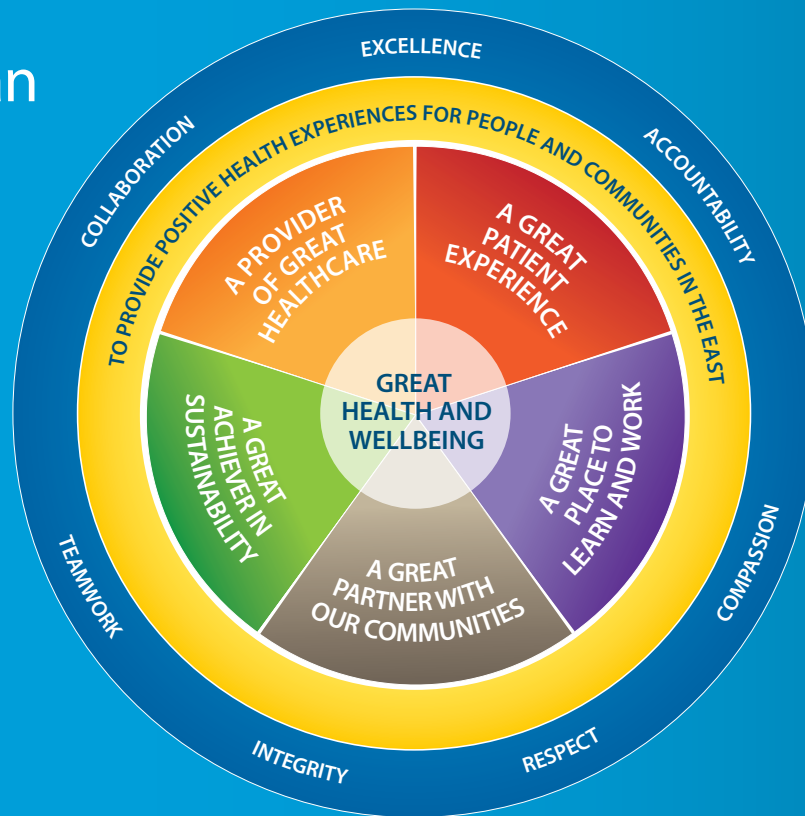 EXCELLENCE
ACCOUNTABILITY
COMPASSION
RESPECT
INTEGRITY
TEAMWORK
COLLABORATION
TO PROVIDE POSITIVE HEALTH EXPERIENCES FOR PEOPLE AND COMMUNITIES IN THE EAST
A GREAT
PATIENT
EXPERIENCE
A GREAT
PLACE TO
LEARN AND WORK
A GREAT
PARTNER WITH
OUR COMMUNITIES
A GREAT
ACHIEVER IN
SUSTAINABILITY
A PROVIDER
OF GREAT
HEALTHCARE
GREAT
HEALTH AND
WELLBEING